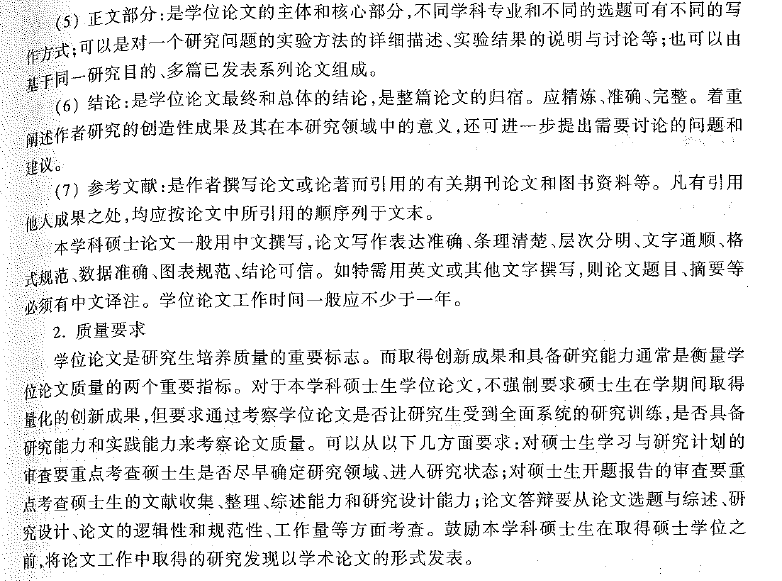 (5) 正文部分:是学位论文的主体和核心部分,不同学科专业和不同的选题可有不同的写
作方式;可以是对一个研究问题的实验方法的详细描述、实验结果的说明与讨论等;也可以由
基于同一研究目的、多篇已发表系列论文组成。
(6) 结论:是学位论文最终和总体的结论,是整篇论文的归宿。应精炼、准确、完整。着重
阐述作者研究的创造性成果及其在本研究领域中的意义,还可进一步提出需要讨论的问题和
建议。
(7) 参考文献:是作者撰写论文或论著而引用的有关期刊论文和图书资料等。凡有引用
他人成果之处,均应按论文中所引用的顺序列于文末。
本学科硕士论文一般用中文撰写,论文写作表达准确、条理清楚、层次分明、文字通顺、格
式规范、数据准确、图表规范、结论可信。如特需用英文或其他文字撰写,则论文题目、摘要等
必须有中文译注。学位论文工作时间一般应不少于一年。
2. 质量要求
学位论文是研究生培养质量的重要标志。而取得创新成果和具备研究能力通常是衡量学
位论文质量的两个重要指标。对于本学科硕士生学位论文,不强制要求硕士生在学期间取得
量化的创新成果,但要求通过考察学位论文是否让研究生受到全面系统的研究训练,是否具备
研究能力和实践能力来考察论文质量。可以从以下几方面要求:对硕士生学习与研究计划的
审查要重点考查硕士生是否尽早确定研究领域、进入研究状态;对硕士生开题报告的审查要重
点考查硕士生的文献收集、整理、综述能力和研究设计能力;论文答辩要从论文选题与综述、研
究设计、论文的逻辑性和规范性、工作量等方面考查。鼓励本学科硕士生在取得硕士学位之
前,将论文工作中取得的研究发现以学术论文的形式发表。